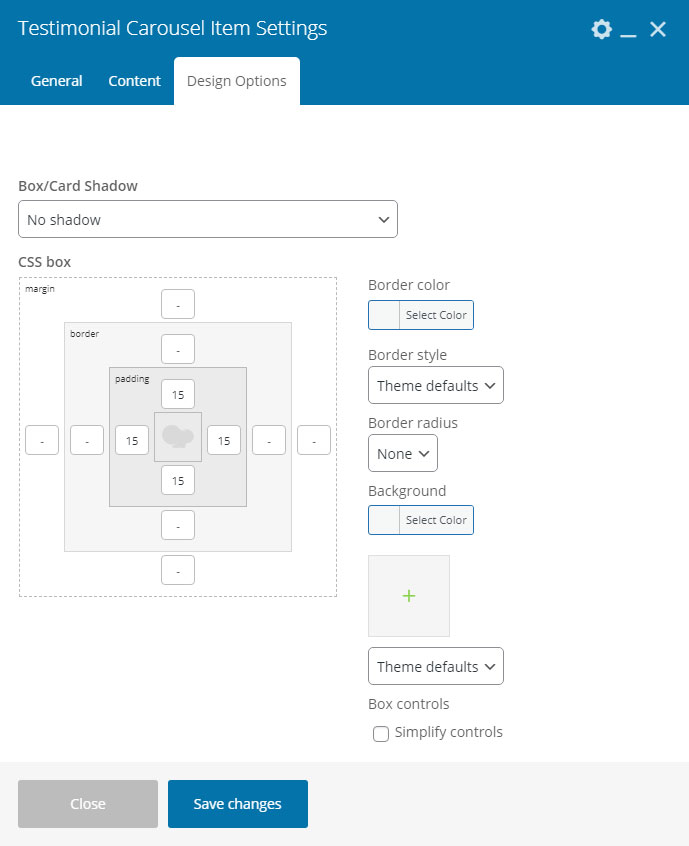 Testimonial Carousel Item Settings
General Content Design Options
Box/Card Shadow
No shadow
CSS box
margin
-
border
-
padding
15
- - 15 15 - -
15
-
-
Border color
Select Color
Border style
Theme defaults
Border radius
None
Background
Select Color
+
Theme defaults
Box controls
Simplify controls
Close Save changes